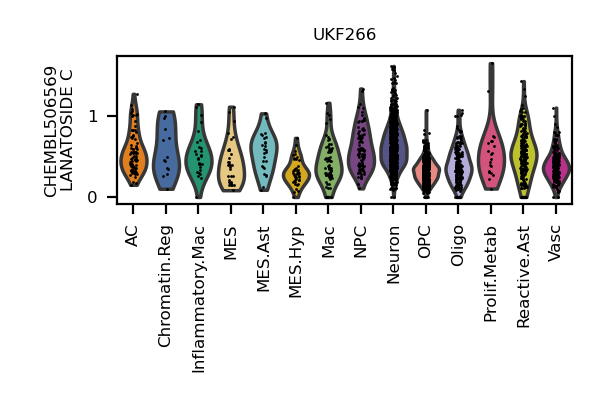 UKF266
CHEMBL506569
LANATOSIDE C
1
0
AC
Chromatin.Reg
Inflammatory.Mac
MES
MES.Ast
MES.Hyp
Mac
NPC
Neuron
OPC
Oligo
Prolif.Metab
Reactive.Ast
Vasc